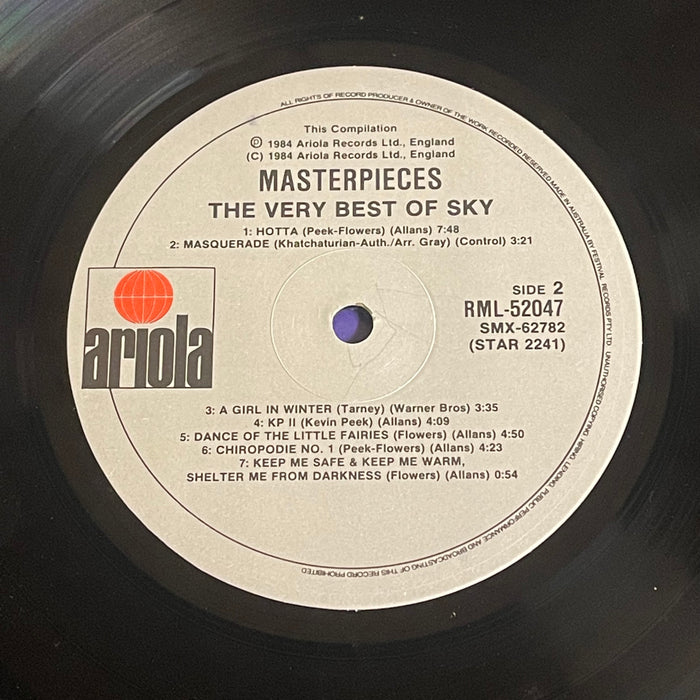 ALL RIGHTS OF RECORD PRODUCER & OWNER OF THE WORK RECORDED RESERVED MADE IN AUSTRALIA BY FESTIVAL RECORDS PTY LTD. UNAUTHORISED COPYING, HIRING, LENDING, PUBLIC PERFORMANCE AND BROADCASTING OF THIS RECORD PROHIBITED
This Compilation
℗ 1984 Ariola Records Ltd., England
(C) 1984 Ariola Records Ltd., England
MASTERPIECES
THE VERY BEST OF SKY
1: HOTTA (Peek-Flowers) (Allans) 7:48
2: MASQUERADE (Khatchaturian-Auth./Arr. Gray) (Control) 3:21
ariola
SIDE 2
RML-52047
SMX-62782
(STAR 2241)
3: A GIRL IN WINTER (Tarney) (Warner Bros) 3:35
4: KP II (Kevin Peek) (Allans) 4:09
5: DANCE OF THE LITTLE FAIRIES (Flowers) (Allans) 4:50
6: CHIROPODIE NO. 1 (Peek-Flowers) (Allans) 4:23
7: KEEP ME SAFE & KEEP ME WARM,
SHELTER ME FROM DARKNESS (Flowers) (Allans) 0:54